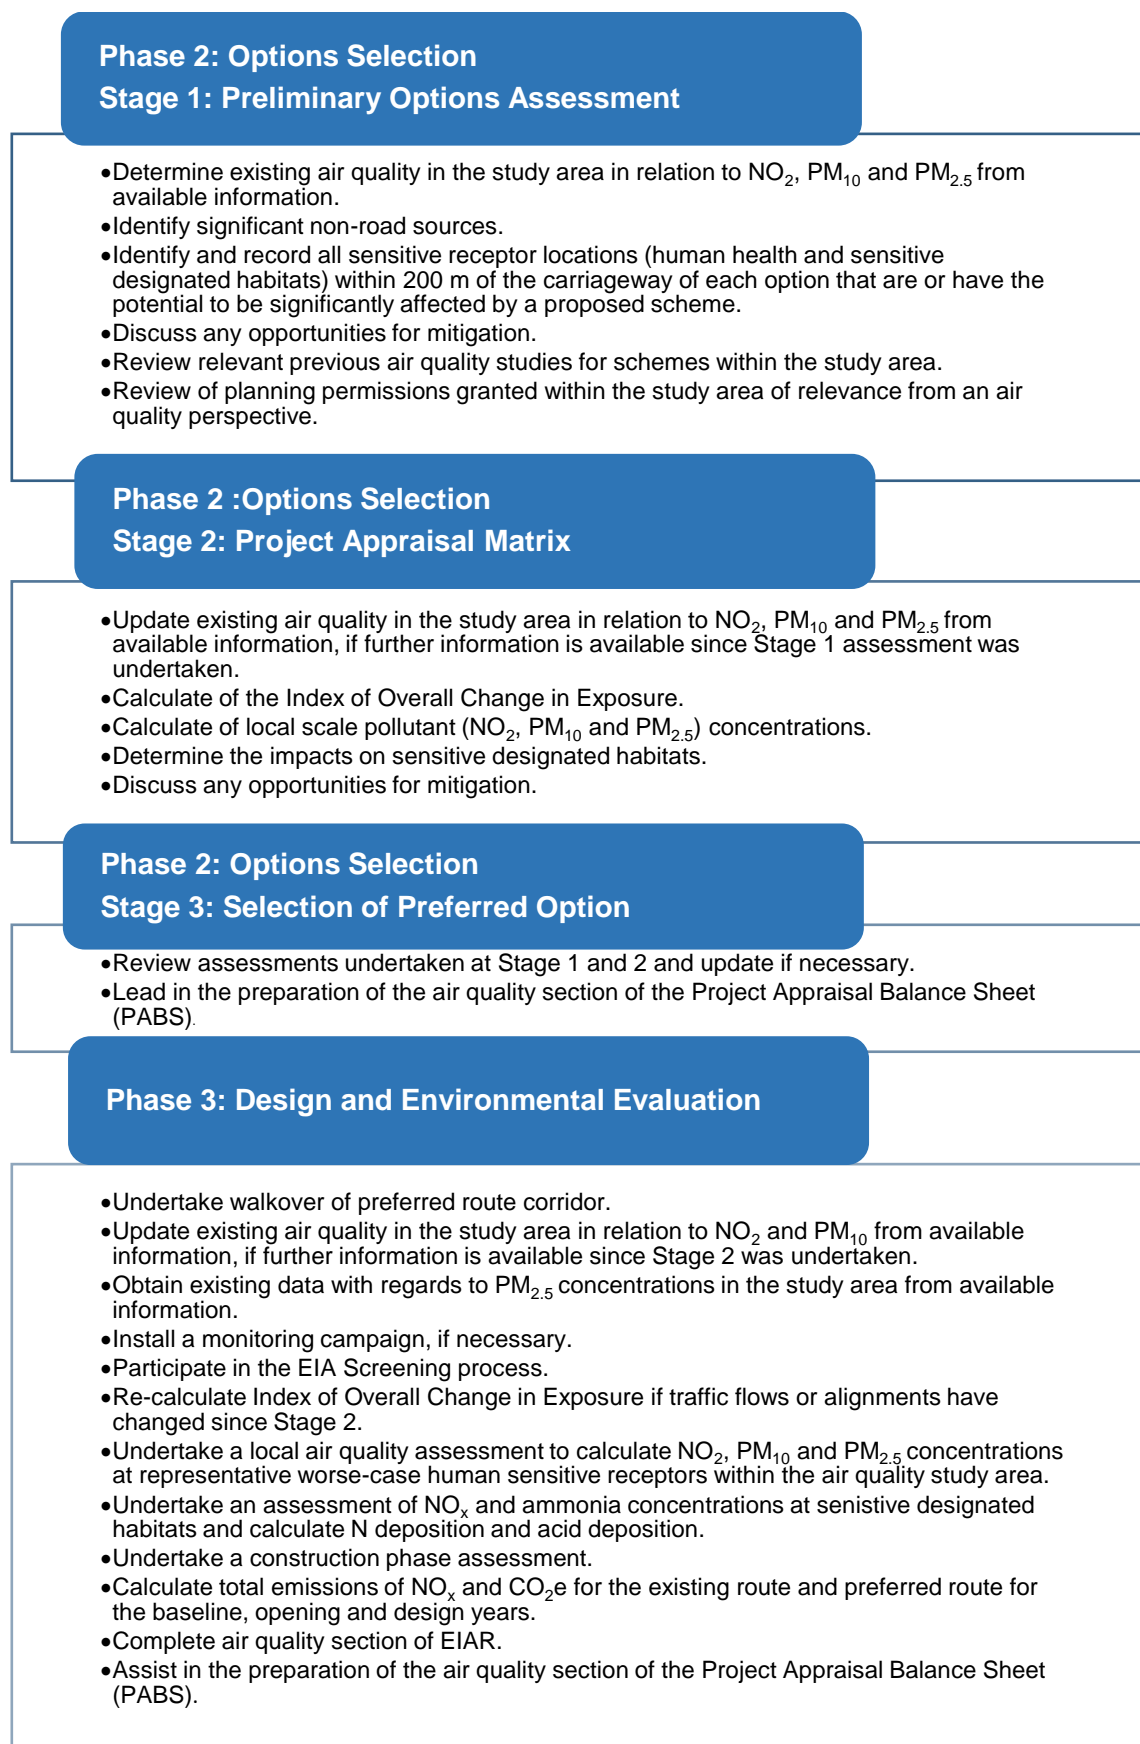 Phase 2: Options Selection
Stage 1: Preliminary Options Assessment
•Determine existing air quality in the study area in relation to NO₂, PM₁₀ and PM₂.₅ from
available information.
•Identify significant non-road sources.
•Identify and record all sensitive receptor locations (human health and sensitive
designated habitats) within 200 m of the carriageway of each option that are or have the
potential to be significantly affected by a proposed scheme.
•Discuss any opportunities for mitigation.
•Review relevant previous air quality studies for schemes within the study area.
•Review of planning permissions granted within the study area of relevance from an air
quality perspective.
Phase 2 :Options Selection
Stage 2: Project Appraisal Matrix
•Update existing air quality in the study area in relation to NO₂, PM₁₀ and PM₂.₅ from
available information, if further information is available since Stage 1 assessment was
undertaken.
•Calculate of the Index of Overall Change in Exposure.
•Calculate of local scale pollutant (NO₂, PM₁₀ and PM₂.₅) concentrations.
•Determine the impacts on sensitive designated habitats.
•Discuss any opportunities for mitigation.
Phase 2: Options Selection
Stage 3: Selection of Preferred Option
•Review assessments undertaken at Stage 1 and 2 and update if necessary.
•Lead in the preparation of the air quality section of the Project Appraisal Balance Sheet
(PABS).
Phase 3: Design and Environmental Evaluation
•Undertake walkover of preferred route corridor.
•Update existing air quality in the study area in relation to NO₂ and PM₁₀ from available
information, if further information is available since Stage 2 was undertaken.
•Obtain existing data with regards to PM₂.₅ concentrations in the study area from available
information.
•Install a monitoring campaign, if necessary.
•Participate in the EIA Screening process.
•Re-calculate Index of Overall Change in Exposure if traffic flows or alignments have
changed since Stage 2.
•Undertake a local air quality assessment to calculate NO₂, PM₁₀ and PM₂.₅ concentrations
at representative worse-case human sensitive receptors within the air quality study area.
•Undertake an assessment of NOₓ and ammonia concentrations at senistive designated
habitats and calculate N deposition and acid deposition.
•Undertake a construction phase assessment.
•Calculate total emissions of NOₓ and CO₂e for the existing route and preferred route for
the baseline, opening and design years.
•Complete air quality section of EIAR.
•Assist in the preparation of the air quality section of the Project Appraisal Balance Sheet
(PABS).